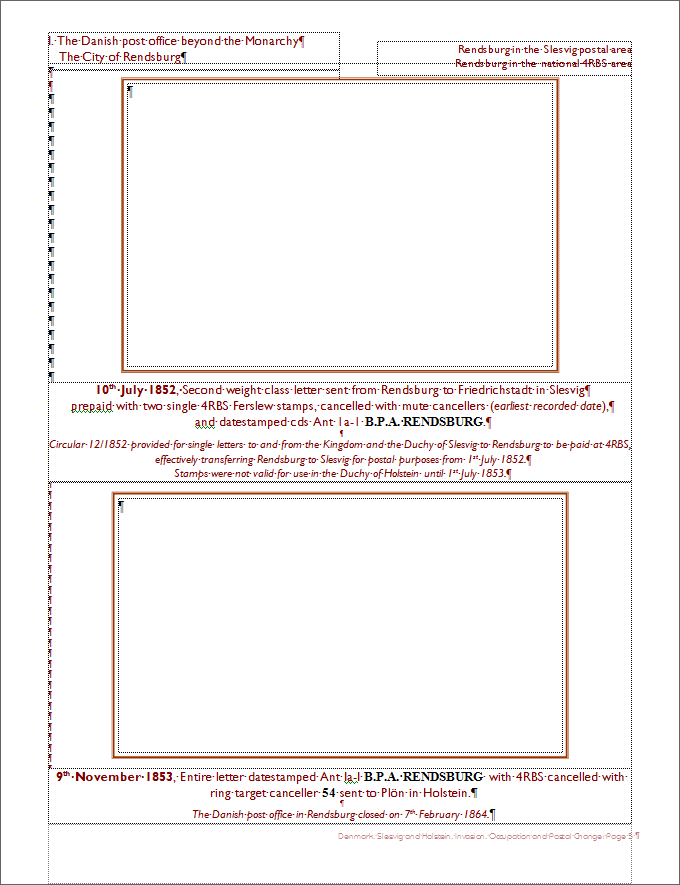 I. The Danish post office beyond the Monarchy¶
The City of Rendsburg¶
Rendsburg in the Slesvig postal area
Rendsburg in the national 4RBS area
10th July 1852, Second weight class letter sent from Rendsburg to Friedrichstadt in Slesvig¶
prepaid with two single 4RBS Ferslew stamps, cancelled with mute cancellers (earliest recorded date),¶
and datestamped cds Ant 1a-1 B.P.A. RENDSBURG.¶
¶
Circular 12/1852 provided for single letters to and from the Kingdom and the Duchy of Slesvig to Rendsburg to be paid at 4RBS,
effectively transferring Rendsburg to Slesvig for postal purposes from 1st July 1852.¶
Stamps were not valid for use in the Duchy of Holstein until 1st July 1853.¶
9th November 1853, Entire letter datestamped Ant Ia-I B.P.A. RENDSBURG with 4RBS cancelled with
ring target canceller 54 sent to Plön in Holstein.¶
¶
The Danish post office in Rendsburg closed on 7th February 1864.¶
Denmark, Slesvig and Holstein. Invasion, Occupation and Postal Change: Page 5 ¶